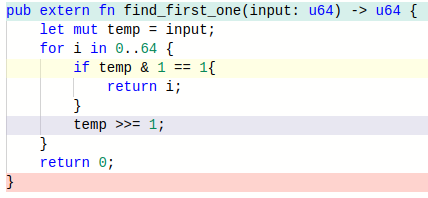 pub extern fn find_first_one(input: u64) -> u64 {
    let mut temp = input;
    for i in 0..64 {
        if temp & 1 == 1{
            return i;
        }
        temp >>= 1;
    }
    return 0;
}